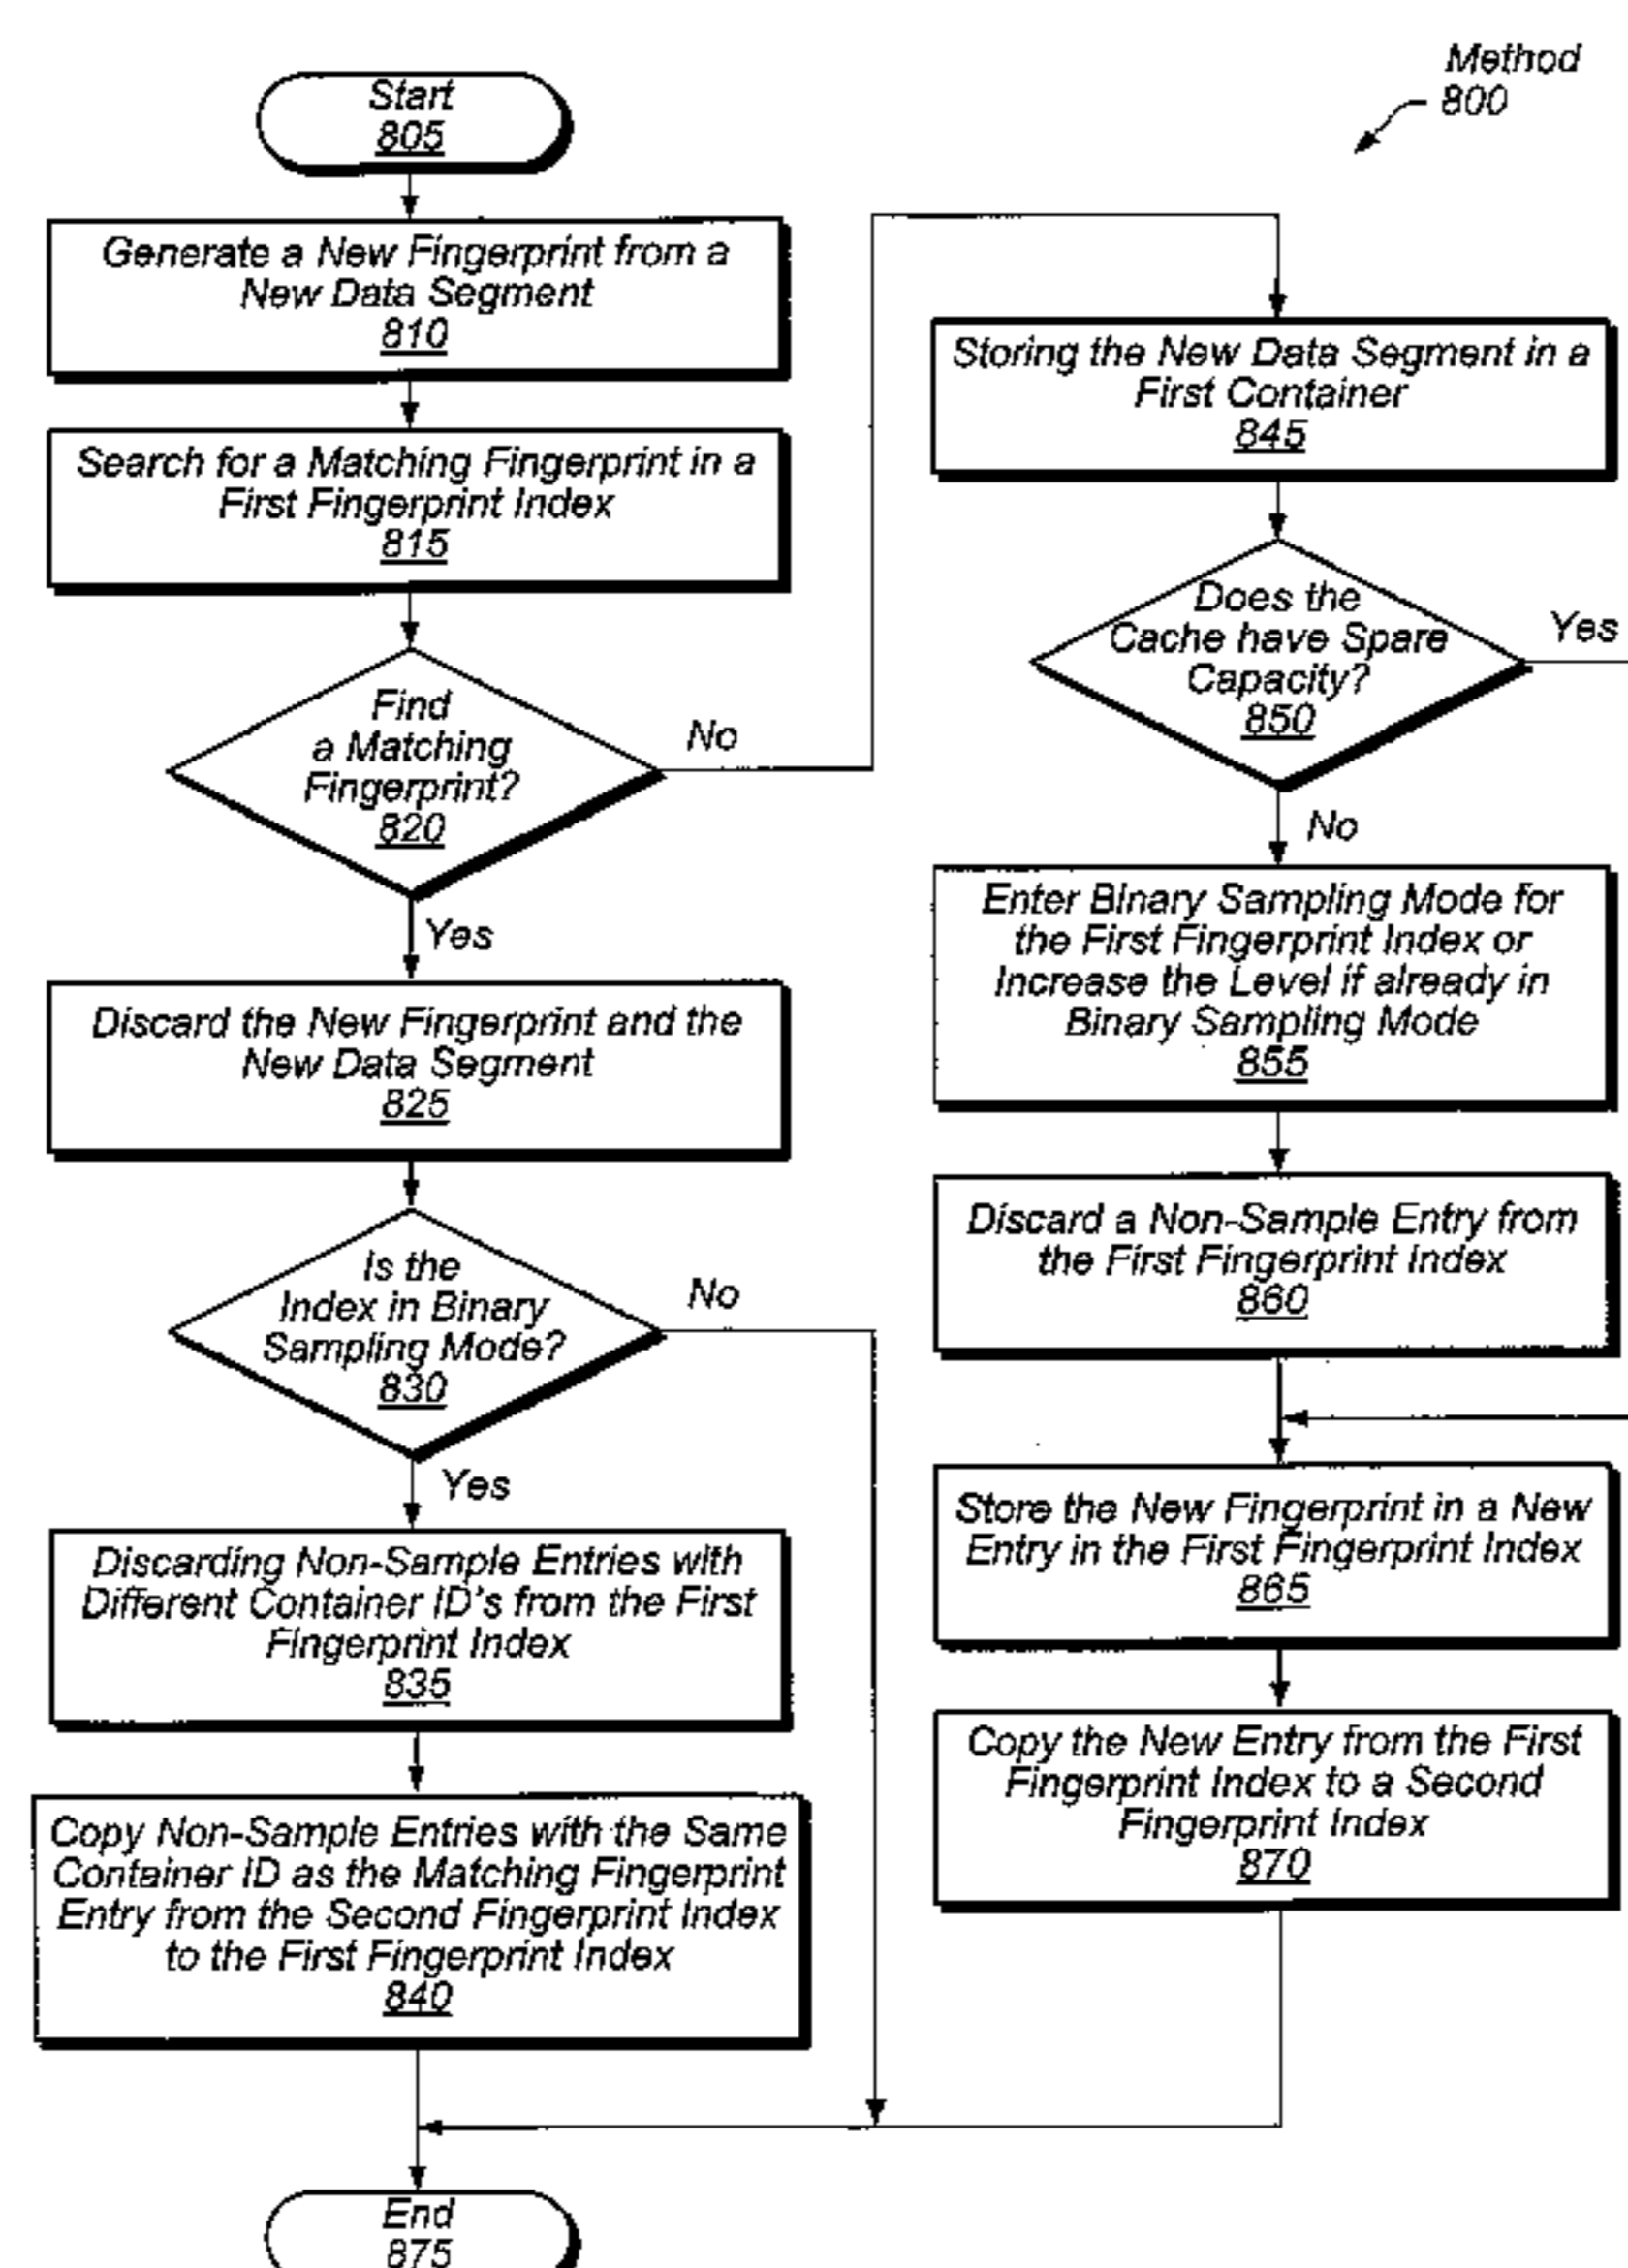 Method
800
Start
805
Generate a New Fingerprint from a
New Data Segment
810
Search for a Matching Fingerprint in a
First Fingerprint Index
815
Find
a Matching
Fingerprint?
820
No
Yes
Discard the New Fingerprint and the
New Data Segment
825
Is the
Index in Binary
Sampling Mode?
830
No
Yes
Discarding Non-Sample Entries with
Different Container ID's from the First
Fingerprint Index
835
Copy Non-Sample Entries with the Same
Container ID as the Matching Fingerprint
Entry from the Second Fingerprint Index
to the First Fingerprint Index
840
Storing the New Data Segment in a
First Container
845
Does the
Cache have Spare
Capacity?
850
Yes
No
Enter Binary Sampling Mode for
the First Fingerprint Index or
Increase the Level if already in
Binary Sampling Mode
855
Discard a Non-Sample Entry from
the First Fingerprint Index
860
Store the New Fingerprint in a New
Entry in the First Fingerprint Index
865
Copy the New Entry from the First
Fingerprint Index to a Second
Fingerprint Index
870
End
875